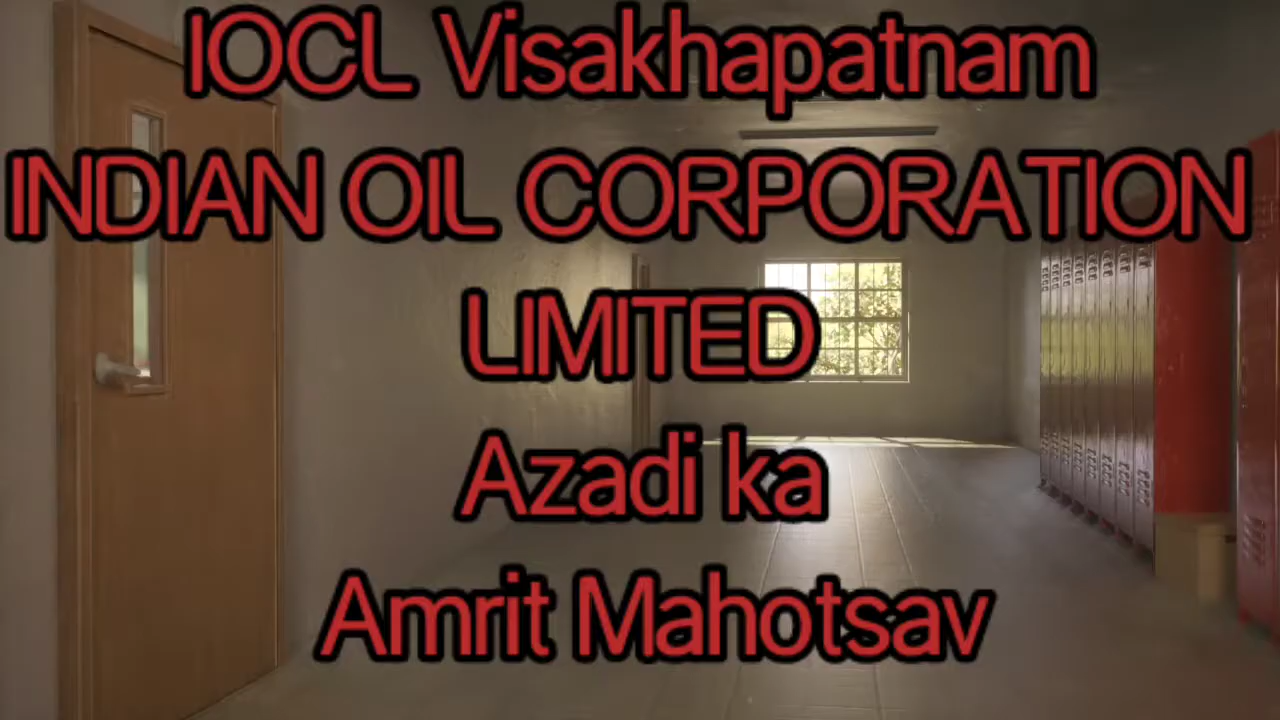 IOCL Visakhapatnam
INDIAN OIL CORPORATION
LIMITED
Azadi ka
Amrit Mahotsav